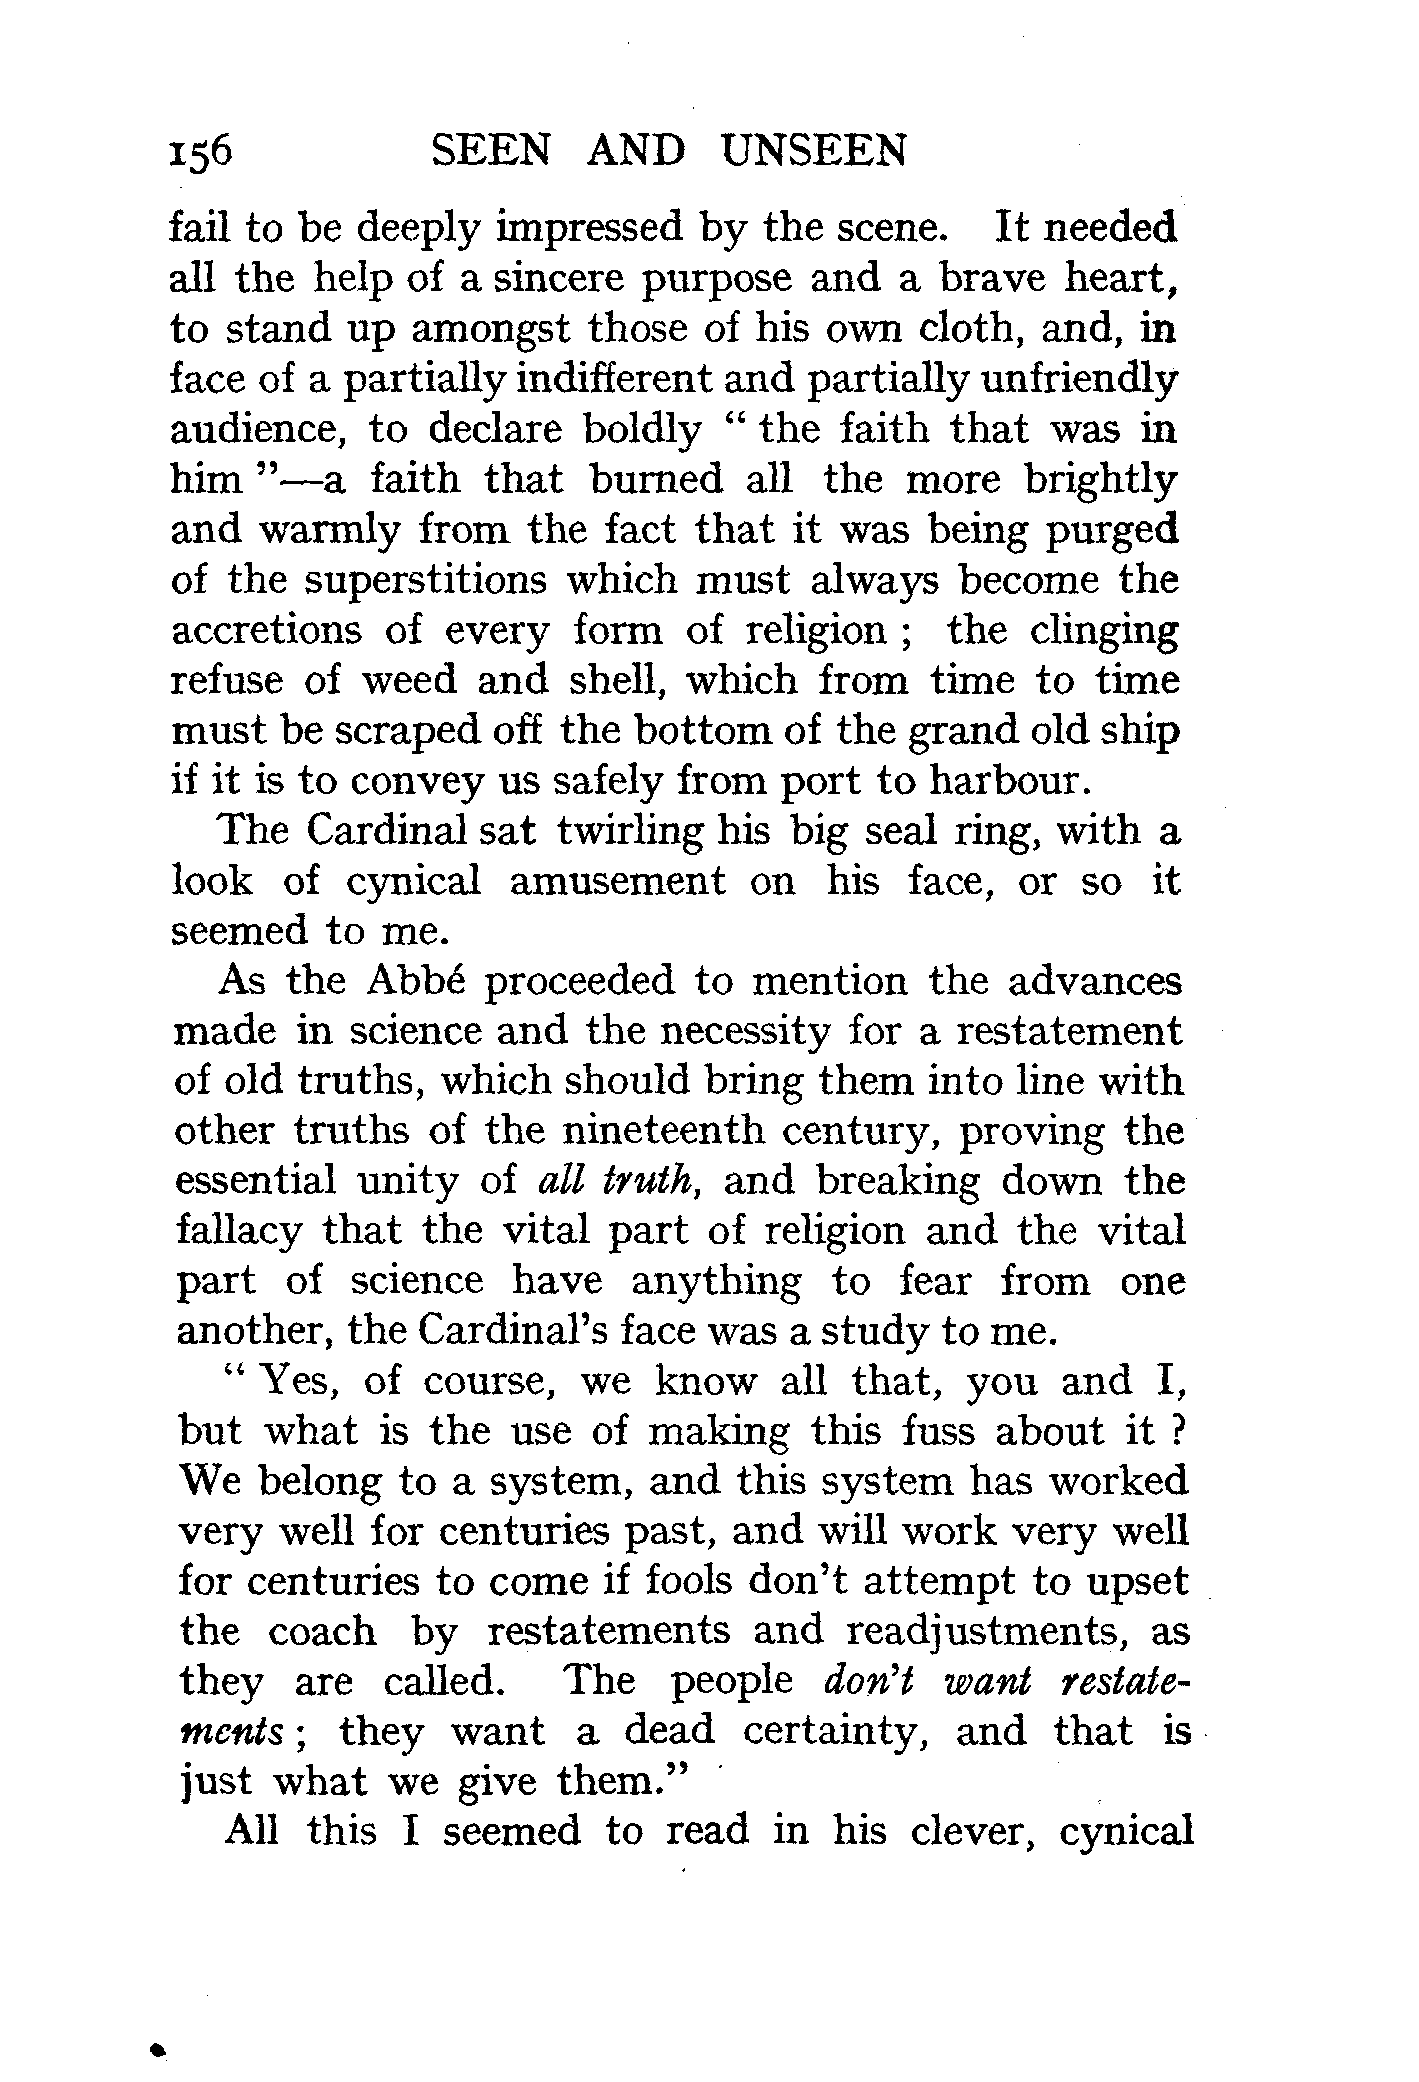 156 SEEN AND UNSEEN
fail to be deeply impressed by the scene. It needed
all the help of a sincere purpose and a brave heart,
to stand up amongst those of his own cloth, and, in
face of a partially indifferent and partially unfriendly
audience, to declare boldly “ the faith that was in
him ”—a faith that burned all the more brightly
and warmly from the fact that it was being purged
of the superstitions which must always become the
accretions of every form of religion ; the clinging
refuse of weed and shell, which from time to time
must be scraped off the bottom of the grand old ship
if it is to convey us safely from port to harbour.
The Cardinal sat twirling his big seal ring, with a
look of cynical amusement on his face, or so it
seemed to me.
As the Abbé proceeded to mention the advances
made in science and the necessity for a restatement
of old truths, which should bring them into line with
other truths of the nineteenth century, proving the
essential unity of all truth, and breaking down the
fallacy that the vital part of religion and the vital
part of science have anything to fear from one
another, the Cardinal’s face was a study to me.
“ Yes, of course, we know all that, you and I,
but what is the use of making this fuss about it ?
We belong to a system, and this system has worked
very well for centuries past, and will work very well
for centuries to come if fools don’t attempt to upset
the coach by restatements and readjustments, as
they are called. The people don’t want restate-
ments ; they want a dead certainty, and that is
just what we give them.”
All this I seemed to read in his clever, cynical